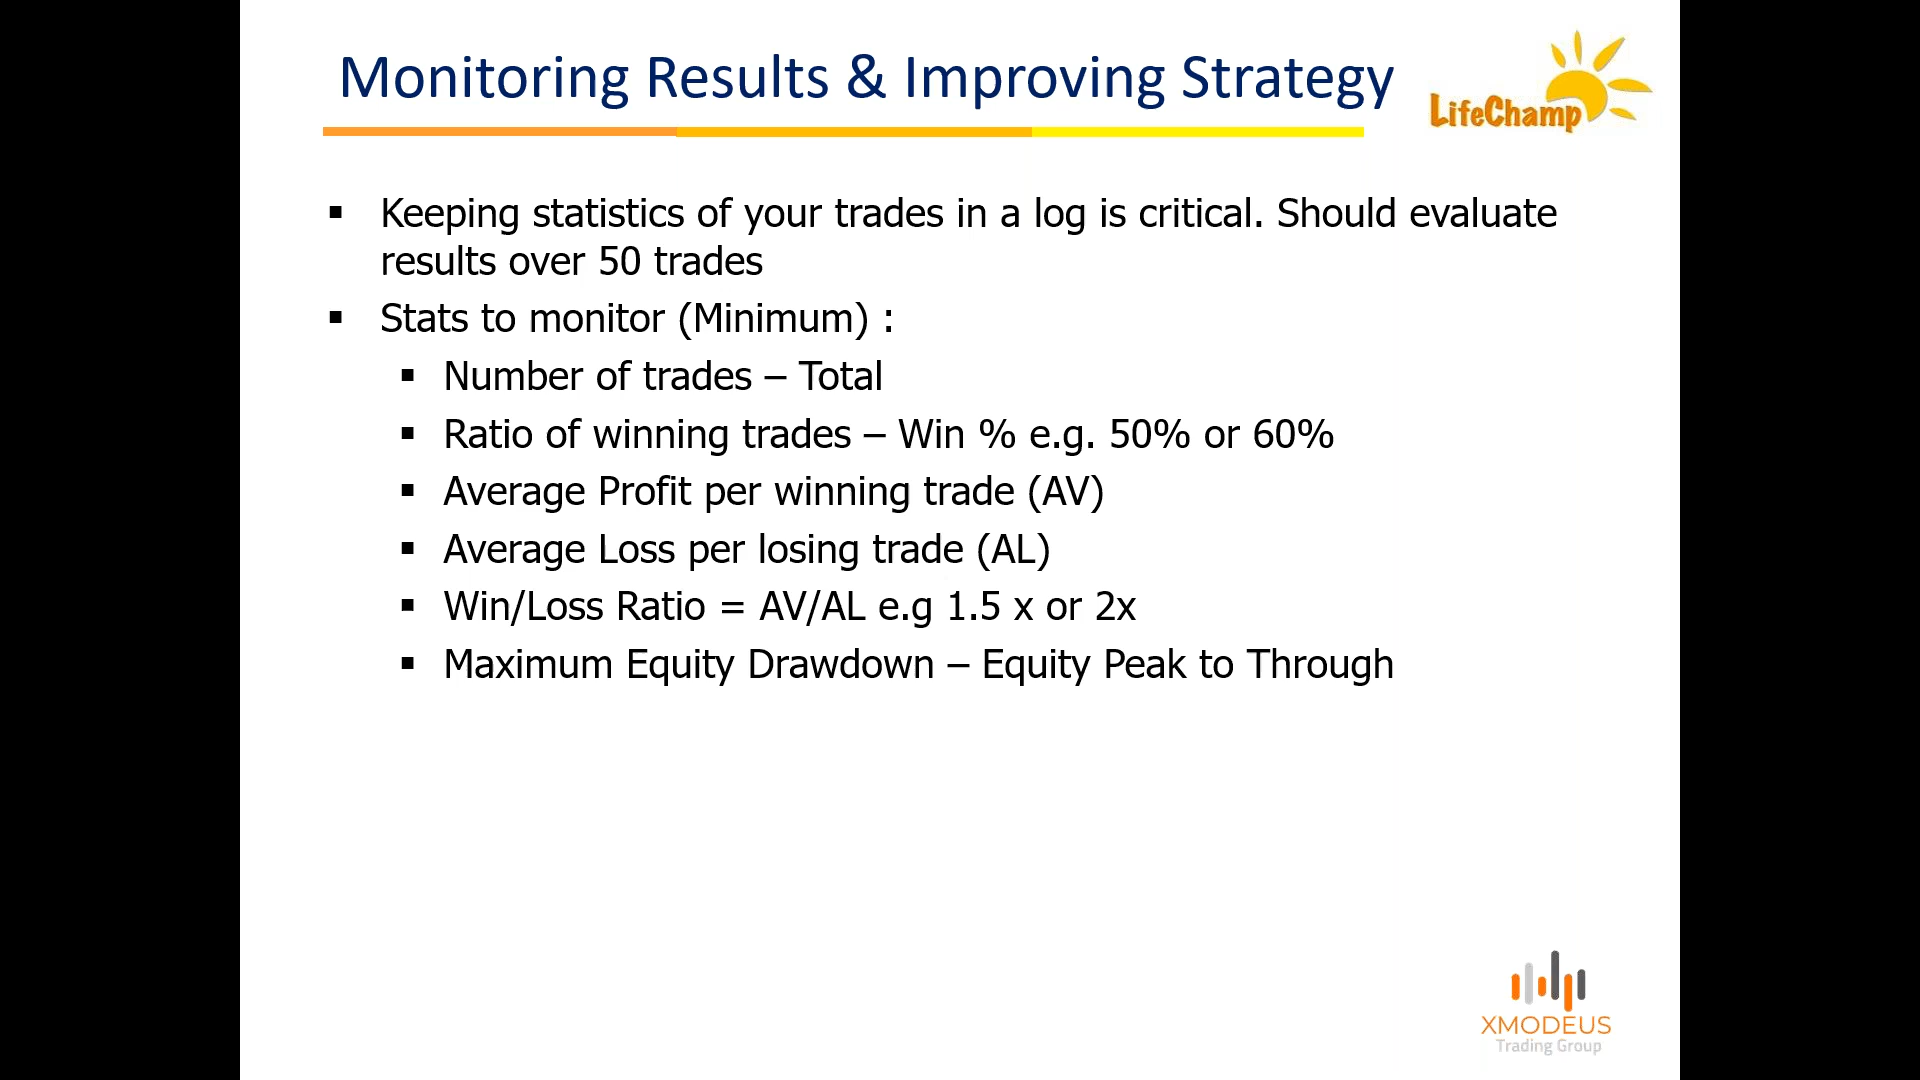 Monitoring Results & Improving Strategy
LifeChamp
▪ Keeping statistics of your trades in a log is critical. Should evaluate
results over 50 trades
▪ Stats to monitor (Minimum) :
▪ Number of trades – Total
▪ Ratio of winning trades – Win % e.g. 50% or 60%
▪ Average Profit per winning trade (AV)
▪ Average Loss per losing trade (AL)
▪ Win/Loss Ratio = AV/AL e.g 1.5 x or 2x
▪ Maximum Equity Drawdown – Equity Peak to Through
XMODEUS
Trading Group